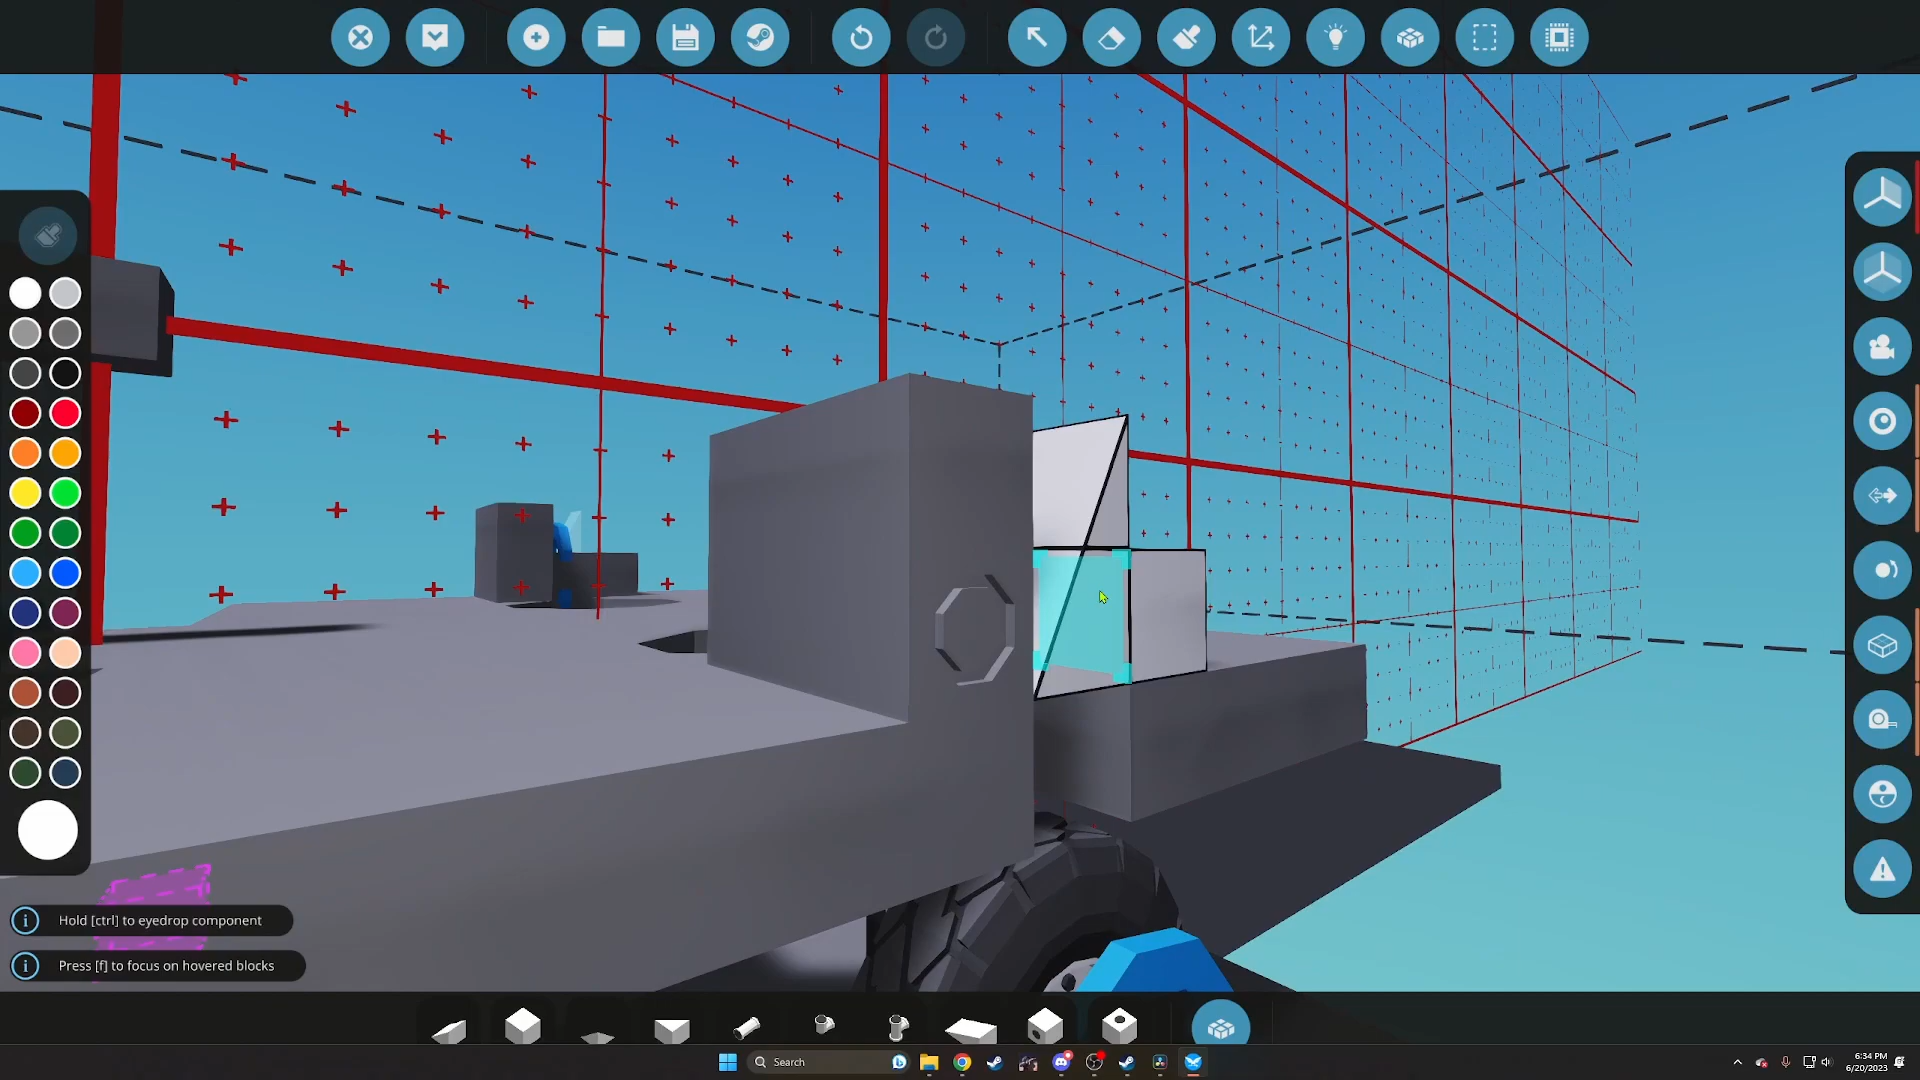 Hold [ctrl] to eyedrop component
Press [f] to focus on hovered blocks
Search
6:34 PM
6/20/2023